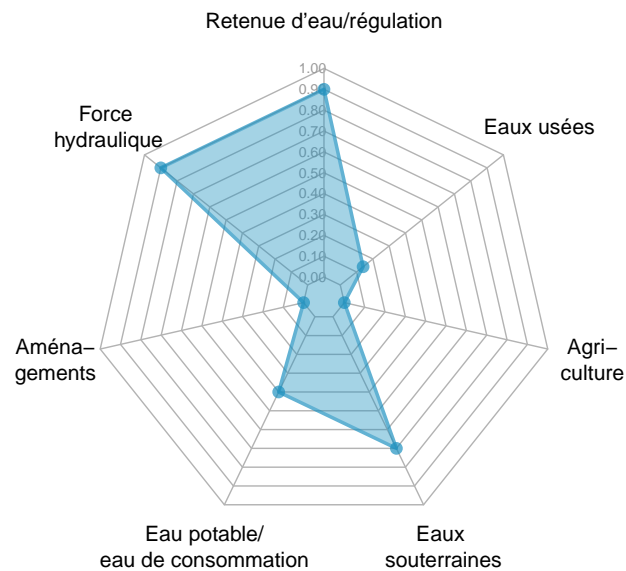 Retenue d'eau/régulation
Force
hydraulique
Eaux usées
1.00
0.90
0.80
0.70
0.60
0.50
0.40
0.30
0.20
0.10
0.00
Aména–
gements
Agri–
culture
Eau potable/
eau de consommation
Eaux
souterraines